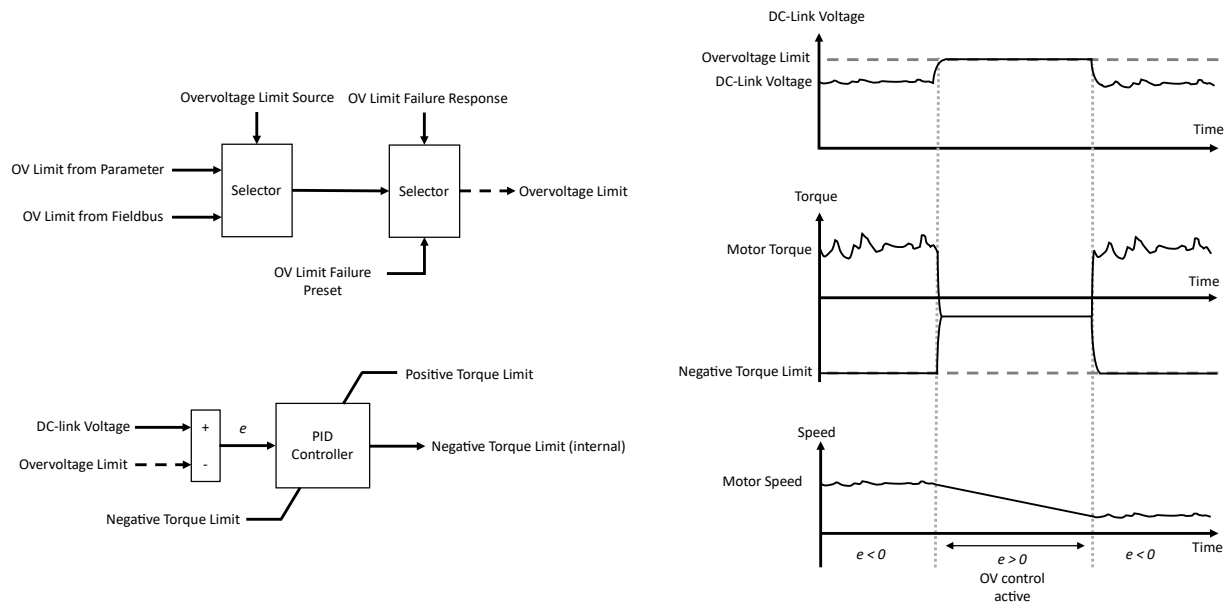 Overvoltage Limit Source
OV Limit Failure Response
OV Limit from Parameter
OV Limit from Fieldbus
Selector
Selector
Overvoltage Limit
OV Limit Failure
Preset
Positive Torque Limit
DC-link Voltage
+
e
Overvoltage Limit
-
PID
Controller
Negative Torque Limit (internal)
Negative Torque Limit
DC-Link Voltage
Overvoltage Limit
DC-Link Voltage
Time
Torque
Motor Torque
Time
Negative Torque Limit
Speed
Motor Speed
Time
e < 0
e > 0
e < 0
OV control
active